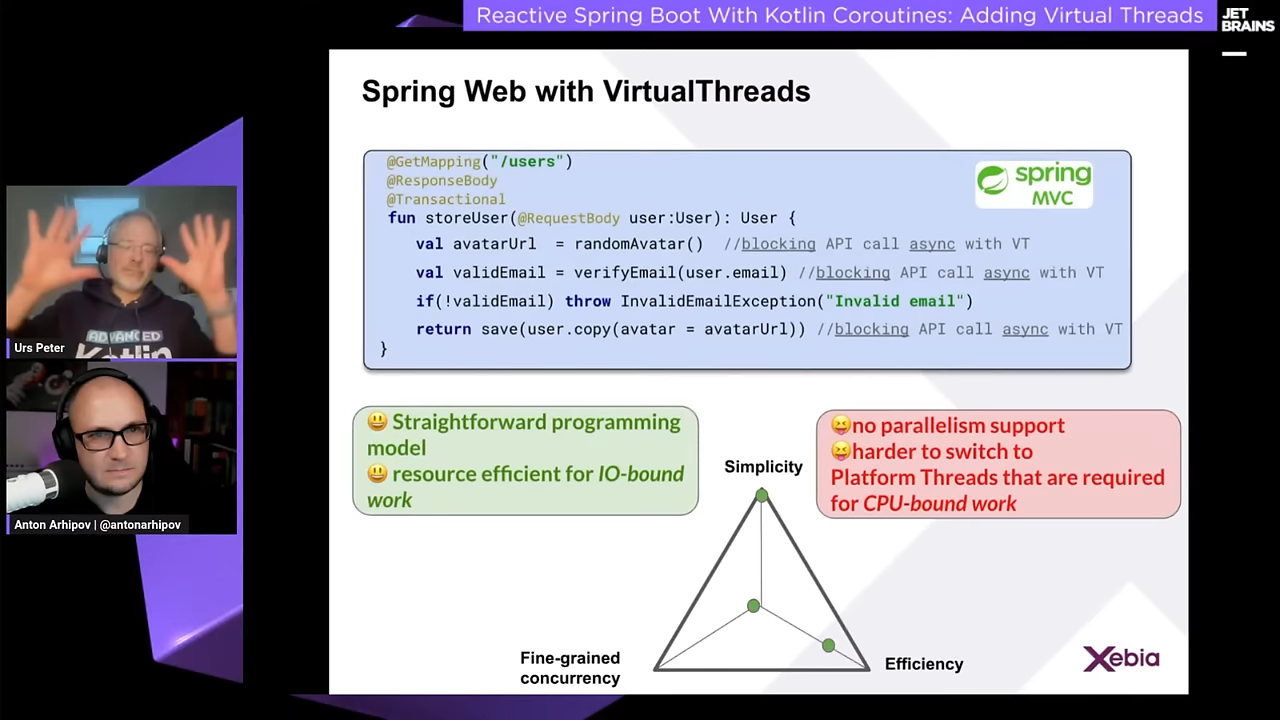 Reactive Spring Boot With Kotlin Coroutines: Adding Virtual Threads
JET
BRAINS
Spring Web with VirtualThreads
@GetMapping("/users")
@ResponseBody
@Transactional
fun storeUser(@RequestBody user:User): User {
val avatarUrl = randomAvatar() //blocking API call async with VT
val validEmail = verifyEmail(user.email) //blocking API call async with VT
if(!validEmail) throw InvalidEmailException("Invalid email")
return save(user.copy(avatar = avatarUrl)) //blocking API call async with VT
}
spring
MVC
ADVANCED
Kotlin
Urs Peter
Anton Arhipov | @antonarhipov
😃 Straightforward programming
model
😃 resource efficient for IO-bound
work
😝no parallelism support
😝harder to switch to
Platform Threads that are required
for CPU-bound work
Simplicity
Fine-grained
concurrency
Efficiency
Xebia